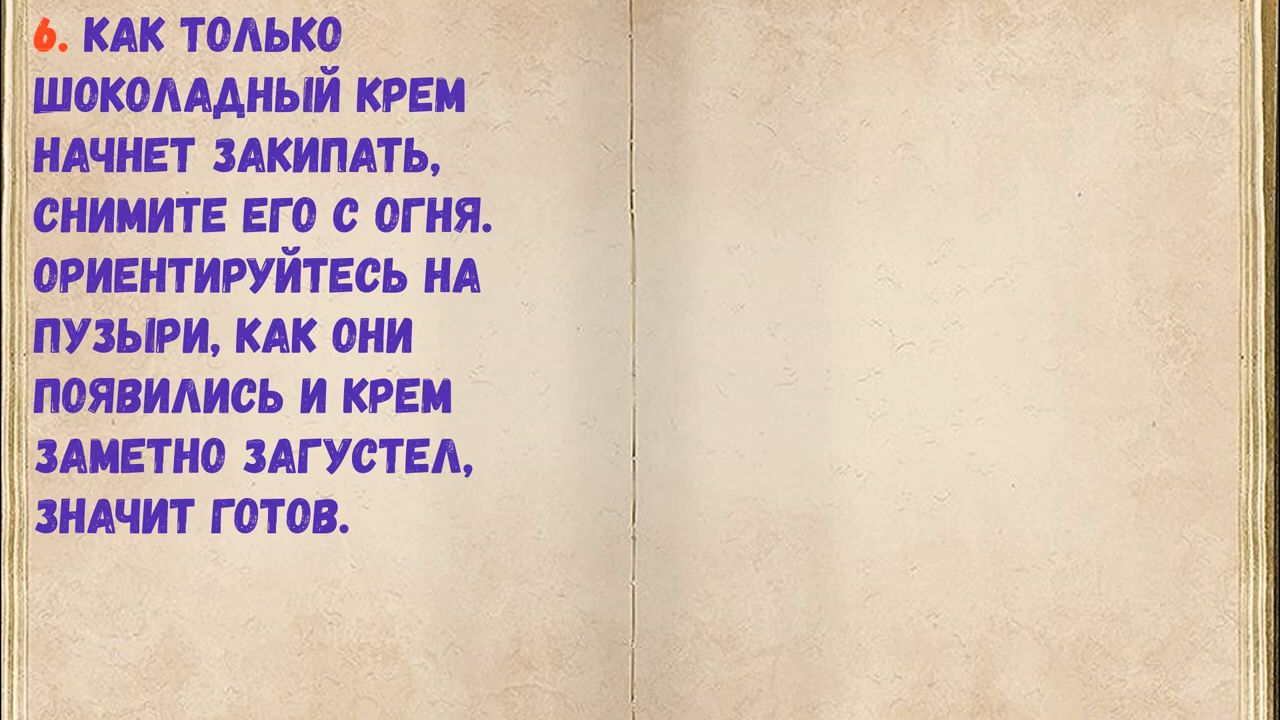 6. КАК ТОЛЬКО
ШОКОЛАДНЫЙ КРЕМ
НАЧНЕТ ЗАКИПАТЬ,
СНИМИТЕ ЕГО С ОГНЯ.
ОРИЕНТИРУЙТЕСЬ НА
ПУЗЫРИ, КАК ОНИ
ПОЯВИЛИСЬ И КРЕМ
ЗАМЕТНО ЗАГУСТЕЛ,
ЗНАЧИТ ГОТОВ.